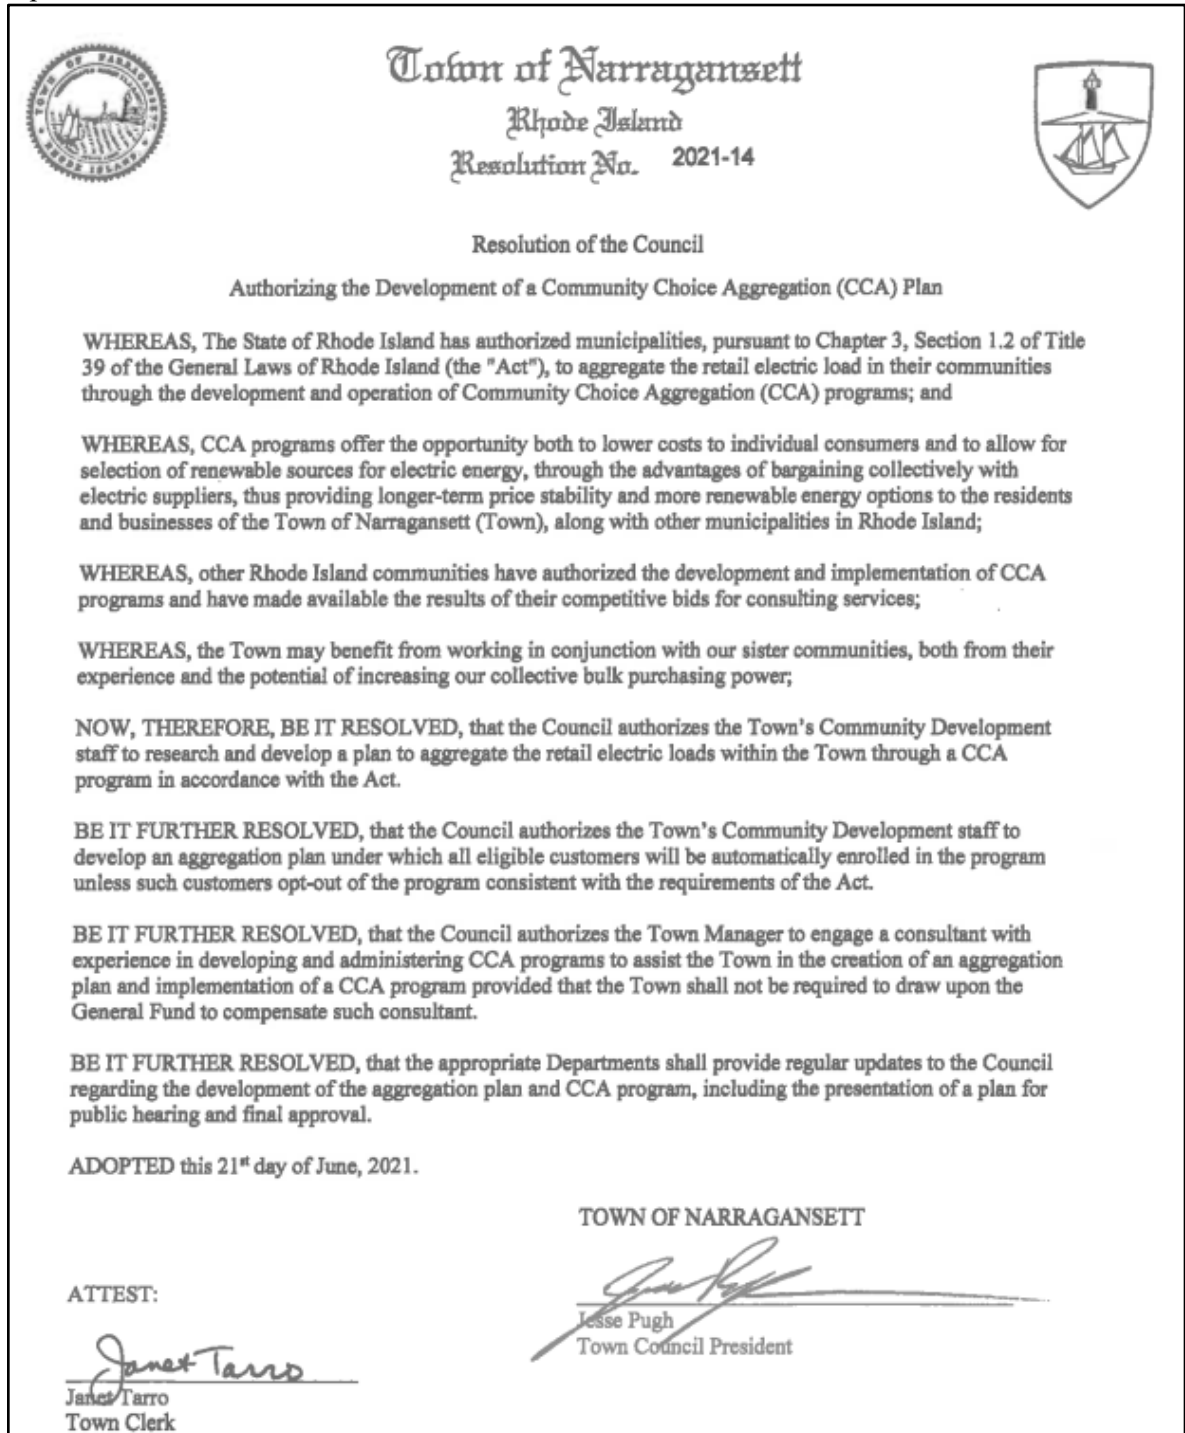 TOWN OF NARRAGANSETT
RHODE ISLAND
Town of Narragansett
Rhode Island
Resolution No. 2021-14
Resolution of the Council
Authorizing the Development of a Community Choice Aggregation (CCA) Plan
WHEREAS, The State of Rhode Island has authorized municipalities, pursuant to Chapter 3, Section 1.2 of Title
39 of the General Laws of Rhode Island (the "Act"), to aggregate the retail electric load in their communities
through the development and operation of Community Choice Aggregation (CCA) programs; and
WHEREAS, CCA programs offer the opportunity both to lower costs to individual consumers and to allow for
selection of renewable sources for electric energy, through the advantages of bargaining collectively with
electric suppliers, thus providing longer-term price stability and more renewable energy options to the residents
and businesses of the Town of Narragansett (Town), along with other municipalities in Rhode Island;
WHEREAS, other Rhode Island communities have authorized the development and implementation of CCA
programs and have made available the results of their competitive bids for consulting services;
WHEREAS, the Town may benefit from working in conjunction with our sister communities, both from their
experience and the potential of increasing our collective bulk purchasing power;
NOW, THEREFORE, BE IT RESOLVED, that the Council authorizes the Town's Community Development
staff to research and develop a plan to aggregate the retail electric loads within the Town through a CCA
program in accordance with the Act.
BE IT FURTHER RESOLVED, that the Council authorizes the Town's Community Development staff to
develop an aggregation plan under which all eligible customers will be automatically enrolled in the program
unless such customers opt-out of the program consistent with the requirements of the Act.
BE IT FURTHER RESOLVED, that the Council authorizes the Town Manager to engage a consultant with
experience in developing and administering CCA programs to assist the Town in the creation of an aggregation
plan and implementation of a CCA program provided that the Town shall not be required to draw upon the
General Fund to compensate such consultant.
BE IT FURTHER RESOLVED, that the appropriate Departments shall provide regular updates to the Council
regarding the development of the aggregation plan and CCA program, including the presentation of a plan for
public hearing and final approval.
ADOPTED this 21st day of June, 2021.
TOWN OF NARRAGANSETT
Jesse Pugh
Town Council President
ATTEST:
Janet Tarro
Janet Tarro
Town Clerk